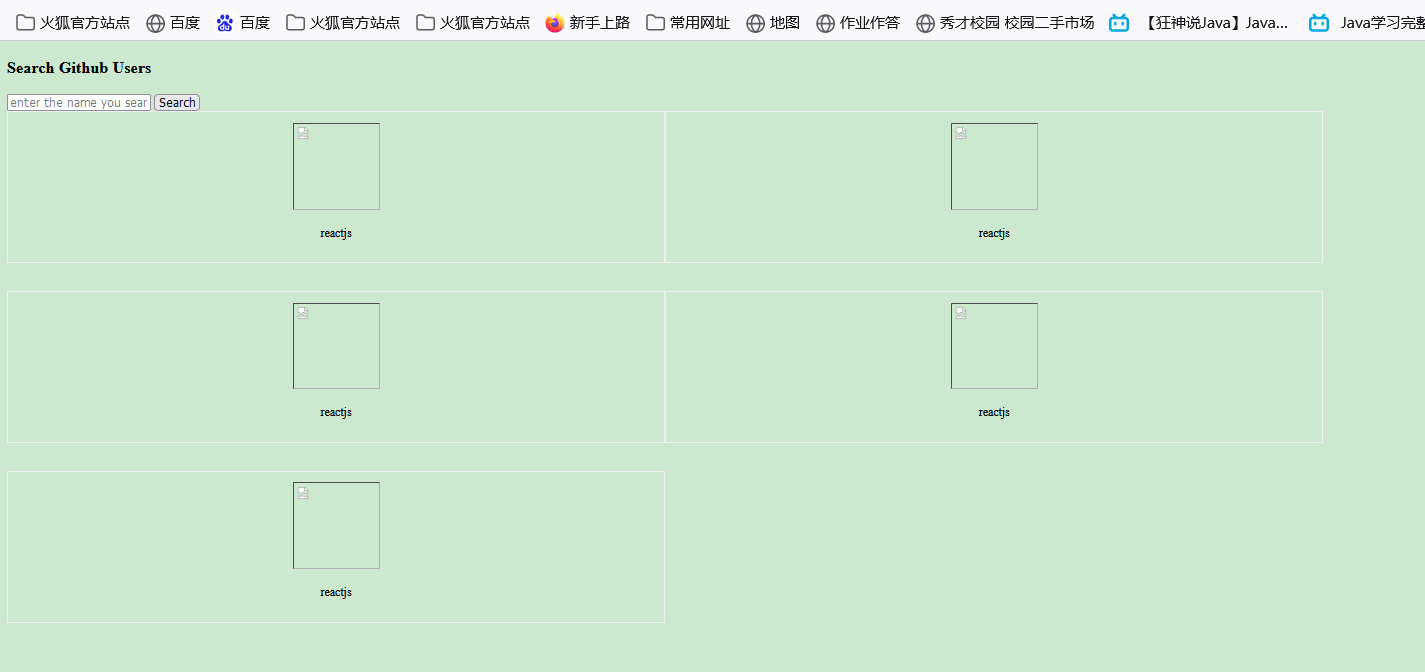 火狐官方站点 百度 百度 火狐官方站点 火狐官方站点 新手上路 常用网址 地图 作业作答 秀才校园 校园二手市场 【狂神说Java】Java... Java学习完整
Search Github Users
enter the name you sear Search
reactjs reactjs
reactjs reactjs
reactjs